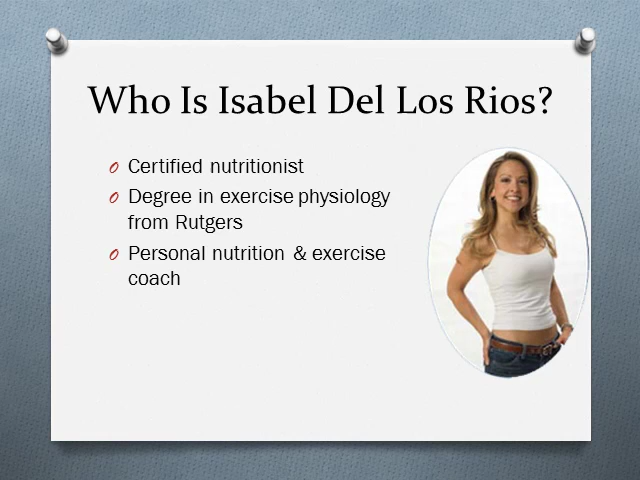 Who Is Isabel Del Los Rios?
Certified nutritionist
Degree in exercise physiology
from Rutgers
Personal nutrition & exercise
coach